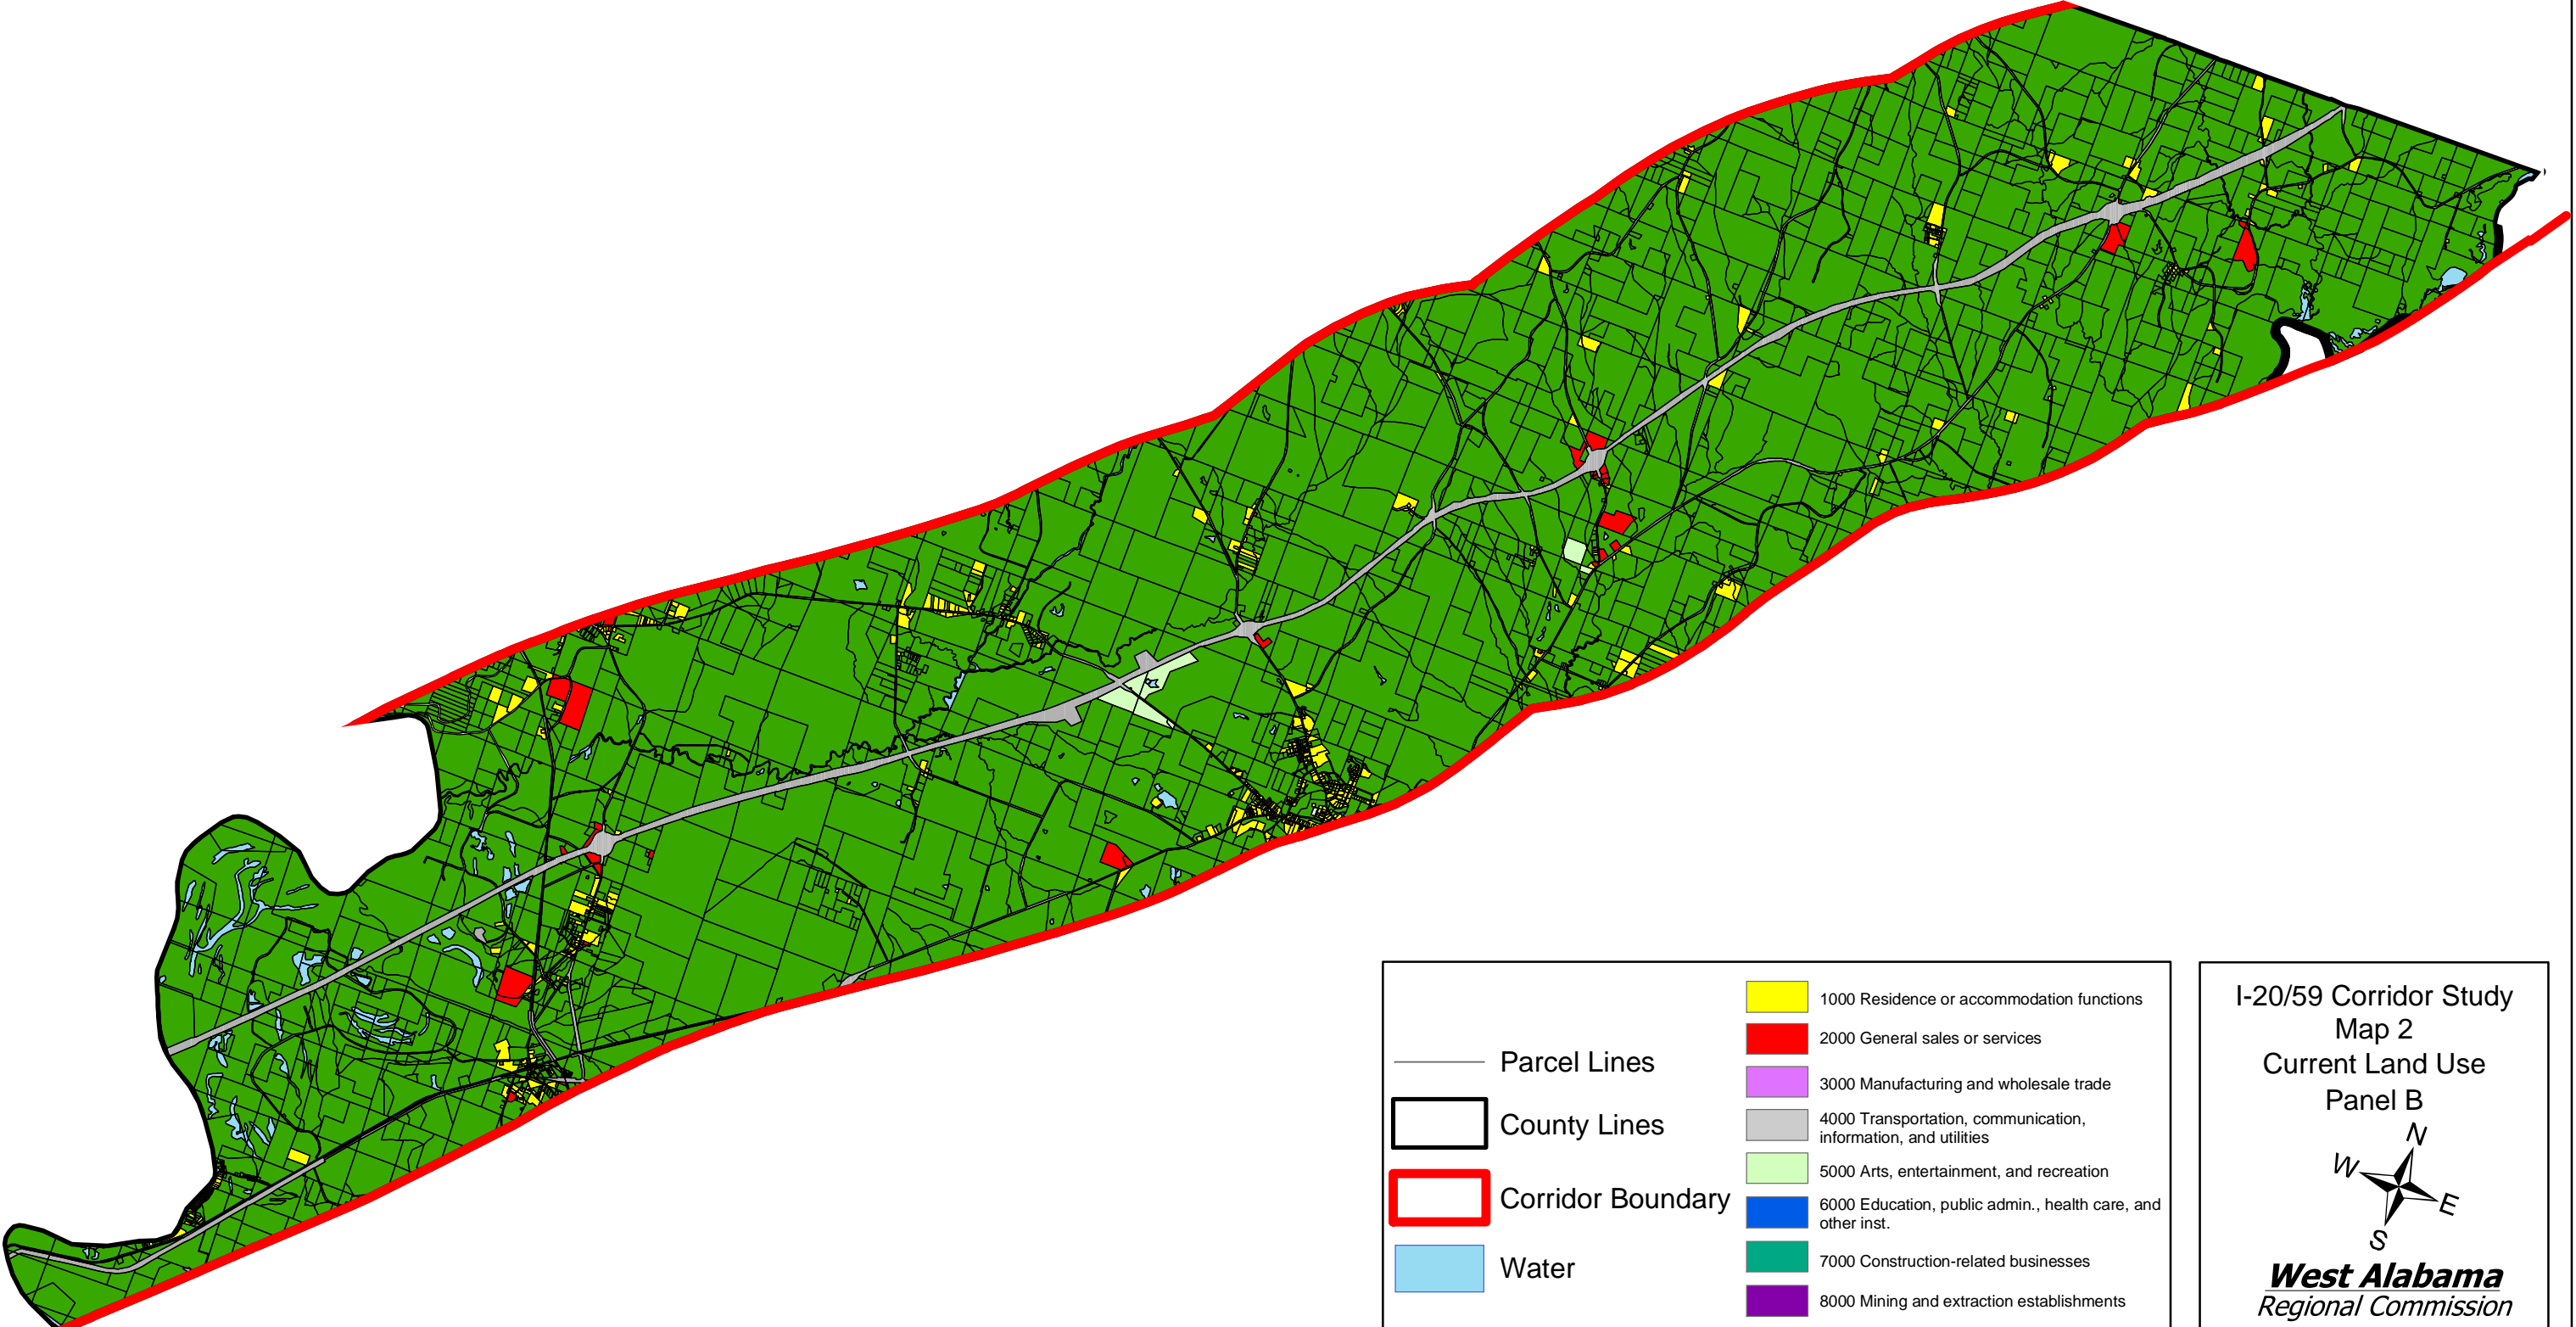 Parcel Lines
County Lines
Corridor Boundary
Water
1000 Residence or accommodation functions
2000 General sales or services
3000 Manufacturing and wholesale trade
4000 Transportation, communication,
information, and utilities
5000 Arts, entertainment, and recreation
6000 Education, public admin., health care, and
other inst.
7000 Construction-related businesses
8000 Mining and extraction establishments
I-20/59 Corridor Study
Map 2
Current Land Use
Panel B
N
W
E
S
West Alabama
Regional Commission